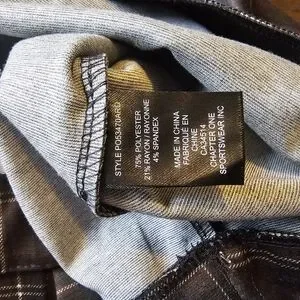 STYLE PO53470ARD
75% POLYESTER
21% RAYON / RAYONNE
4% SPANDEX
MADE IN CHINA
FABRIQUÉ EN
CHINE
CA34514
CHAPTER ONE
SPORTSWEAR INC